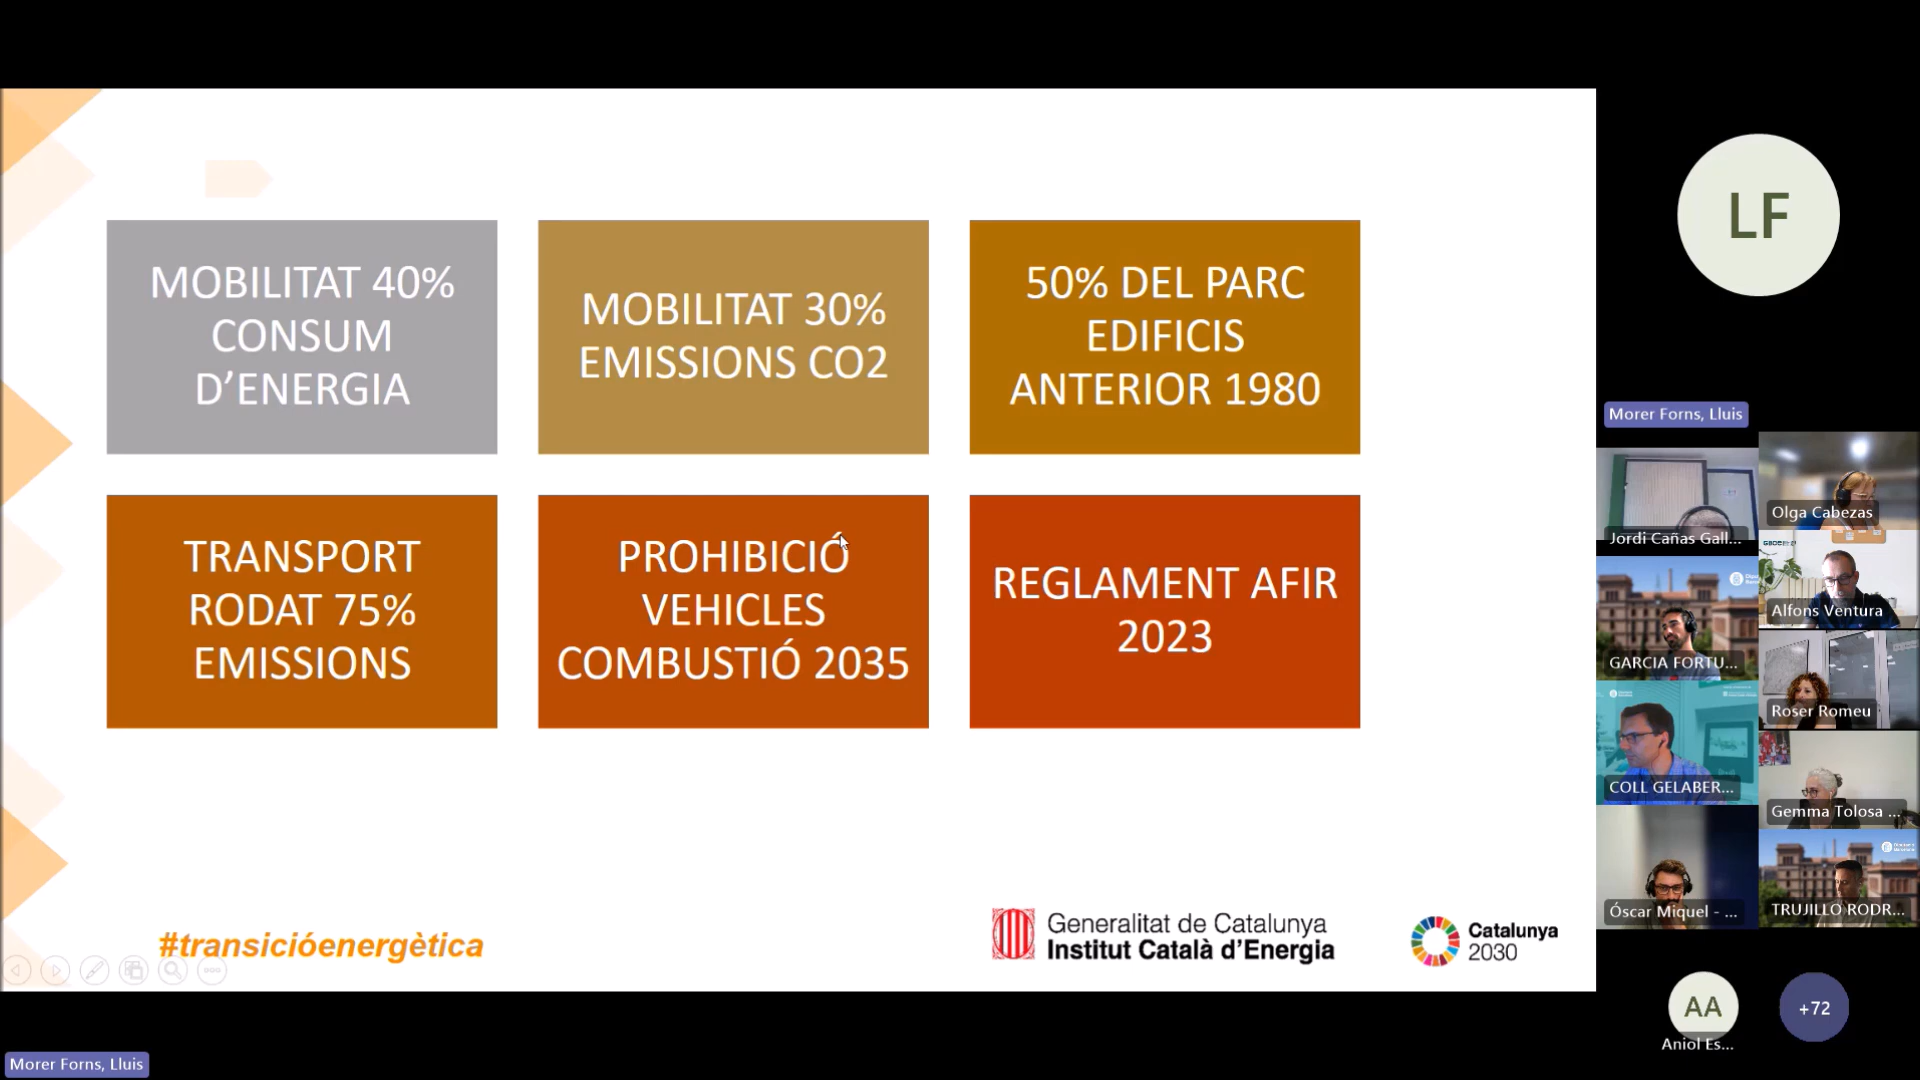 MOBILITAT 40%
CONSUM
D’ENERGIA
MOBILITAT 30%
EMISSIONS CO2
50% DEL PARC
EDIFICIS
ANTERIOR 1980
TRANSPORT
RODAT 75%
EMISSIONS
PROHIBICIÓ
VEHICLES
COMBUSTIÓ 2035
REGLAMENT AFIR
2023
#transicióenergètica
Generalitat de Catalunya
Institut Català d’Energia
Catalunya
2030
Morer Forns, Lluis
LF
Morer Forns, Lluis
Jordi Cañas Gall...
Olga Cabezas
GARCIA FORTU...
Alfons Ventura
COLL GELABER...
Roser Romeu
Gemma Tolosa ...
Óscar Miquel - ...
TRUJILLO RODR...
AA
Aniol Es...
+72